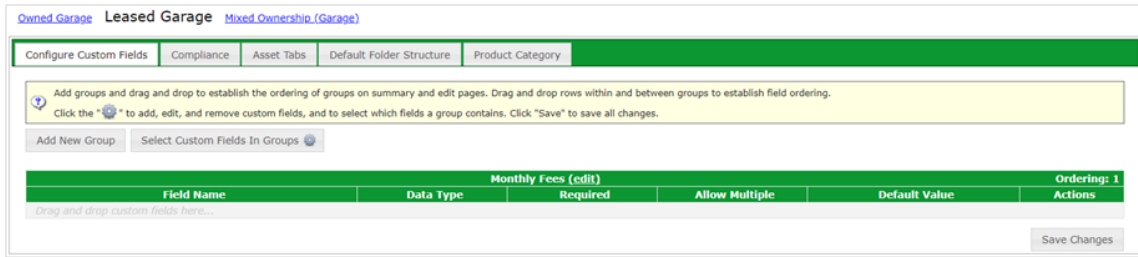 Owned Garage Leased Garage Mixed Ownership (Garage)
Configure Custom Fields Compliance Asset Tabs Default Folder Structure Product Category
Add groups and drag and drop to establish the ordering of groups on summary and edit pages. Drag and drop rows within and between groups to establish field ordering.
Click the " " to add, edit, and remove custom fields, and to select which fields a group contains. Click "Save" to save all changes.
Add New Group Select Custom Fields In Groups
Monthly Fees (edit) Ordering: 1
Field Name Data Type Required Allow Multiple Default Value Actions
Drag and drop custom fields here...
Save Changes